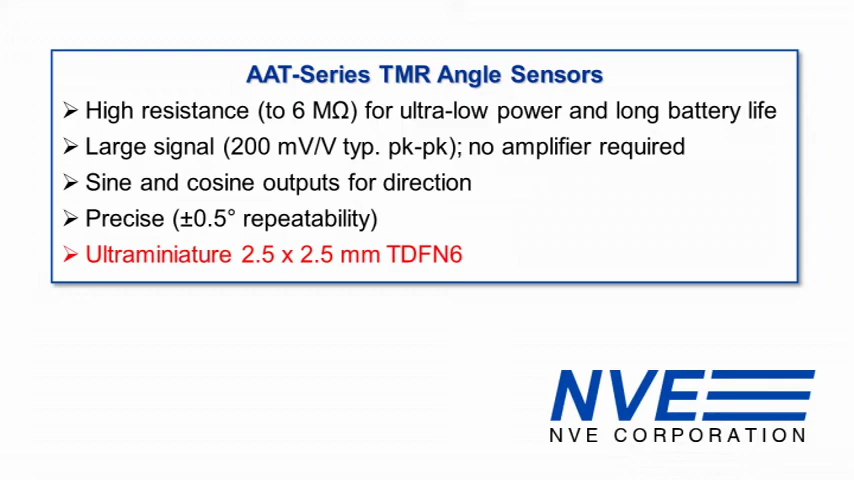 AAT-Series TMR Angle Sensors
➢ High resistance (to 6 MΩ) for ultra-low power and long battery life
➢ Large signal (200 mV/V typ. pk-pk); no amplifier required
➢ Sine and cosine outputs for direction
➢ Precise (±0.5° repeatability)
➢ Ultraminiature 2.5 x 2.5 mm TDFN6
NVE
NVE CORPORATION